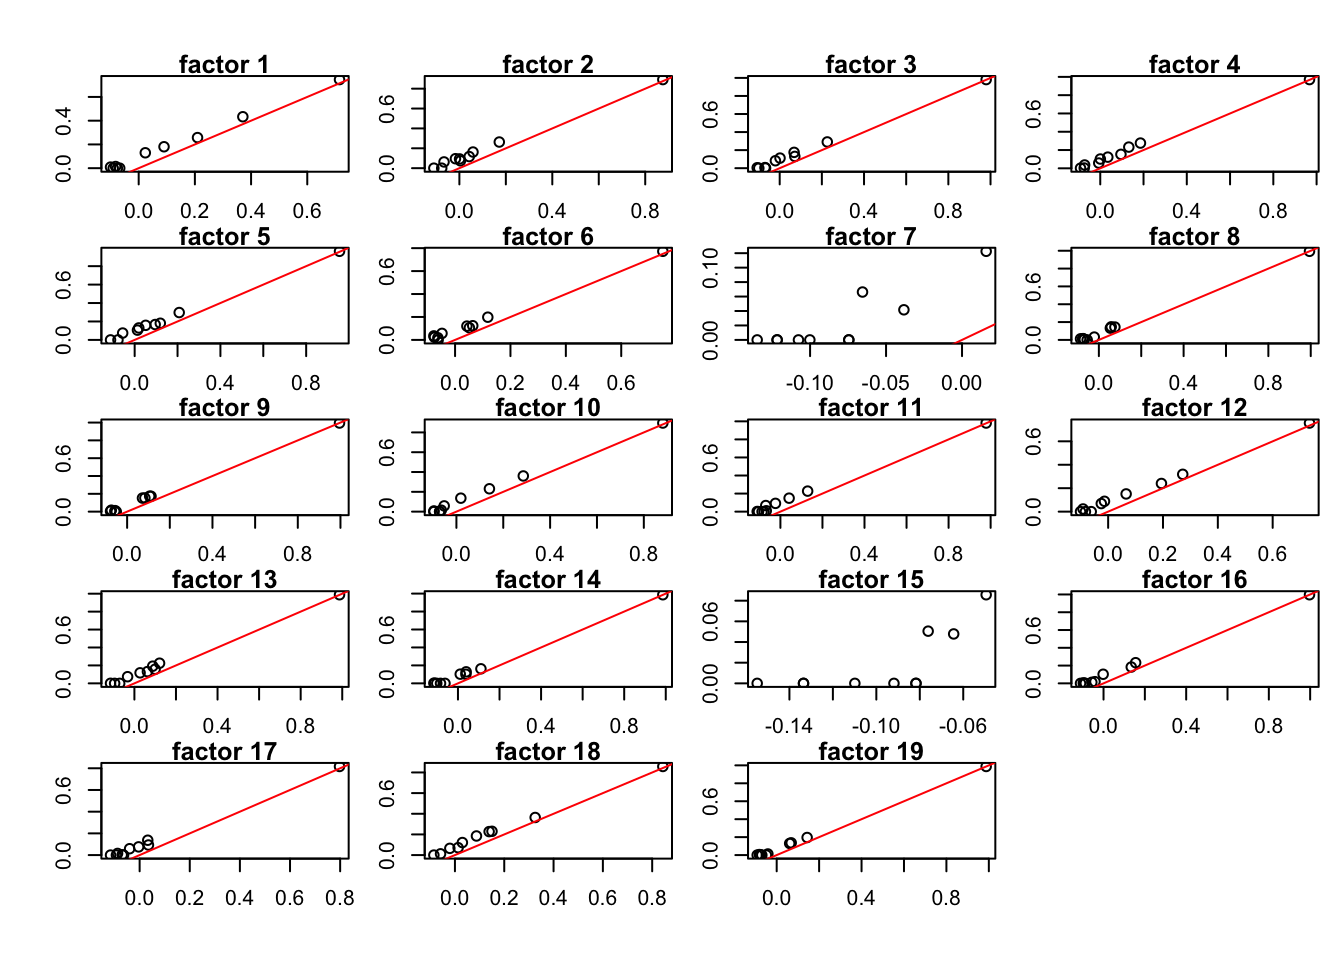 factor 1 factor 2 factor 3 factor 4
0.0 0.4 0.0 0.6 0.0 0.6 0.0 0.6
0.0 0.2 0.4 0.6 0.0 0.4 0.8 0.0 0.4 0.8 0.0 0.4 0.8
factor 5 factor 6 factor 7 factor 8
0.0 0.6 0.0 0.6 0.00 0.10 0.0 0.6
0.0 0.4 0.8 0.0 0.2 0.4 0.6 -0.10 -0.05 0.00 0.0 0.4 0.8
factor 9 factor 10 factor 11 factor 12
0.0 0.6 0.0 0.6 0.0 0.6 0.0 0.6
0.0 0.4 0.8 0.0 0.4 0.8 0.0 0.4 0.8 0.0 0.2 0.4 0.6
factor 13 factor 14 factor 15 factor 16
0.0 0.6 0.0 0.6 0.00 0.06 0.0 0.6
0.0 0.4 0.8 0.0 0.4 0.8 -0.14 -0.10 -0.06 0.0 0.4 0.8
factor 17 factor 18 factor 19
0.0 0.6 0.0 0.6 0.0 0.6
0.0 0.2 0.4 0.6 0.8 0.0 0.2 0.4 0.6 0.8 0.0 0.4 0.8